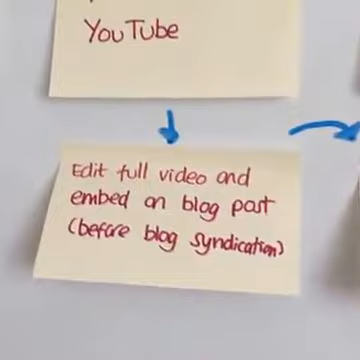 YouTube
Edit full video and
embed on blog post
(before blog syndication)